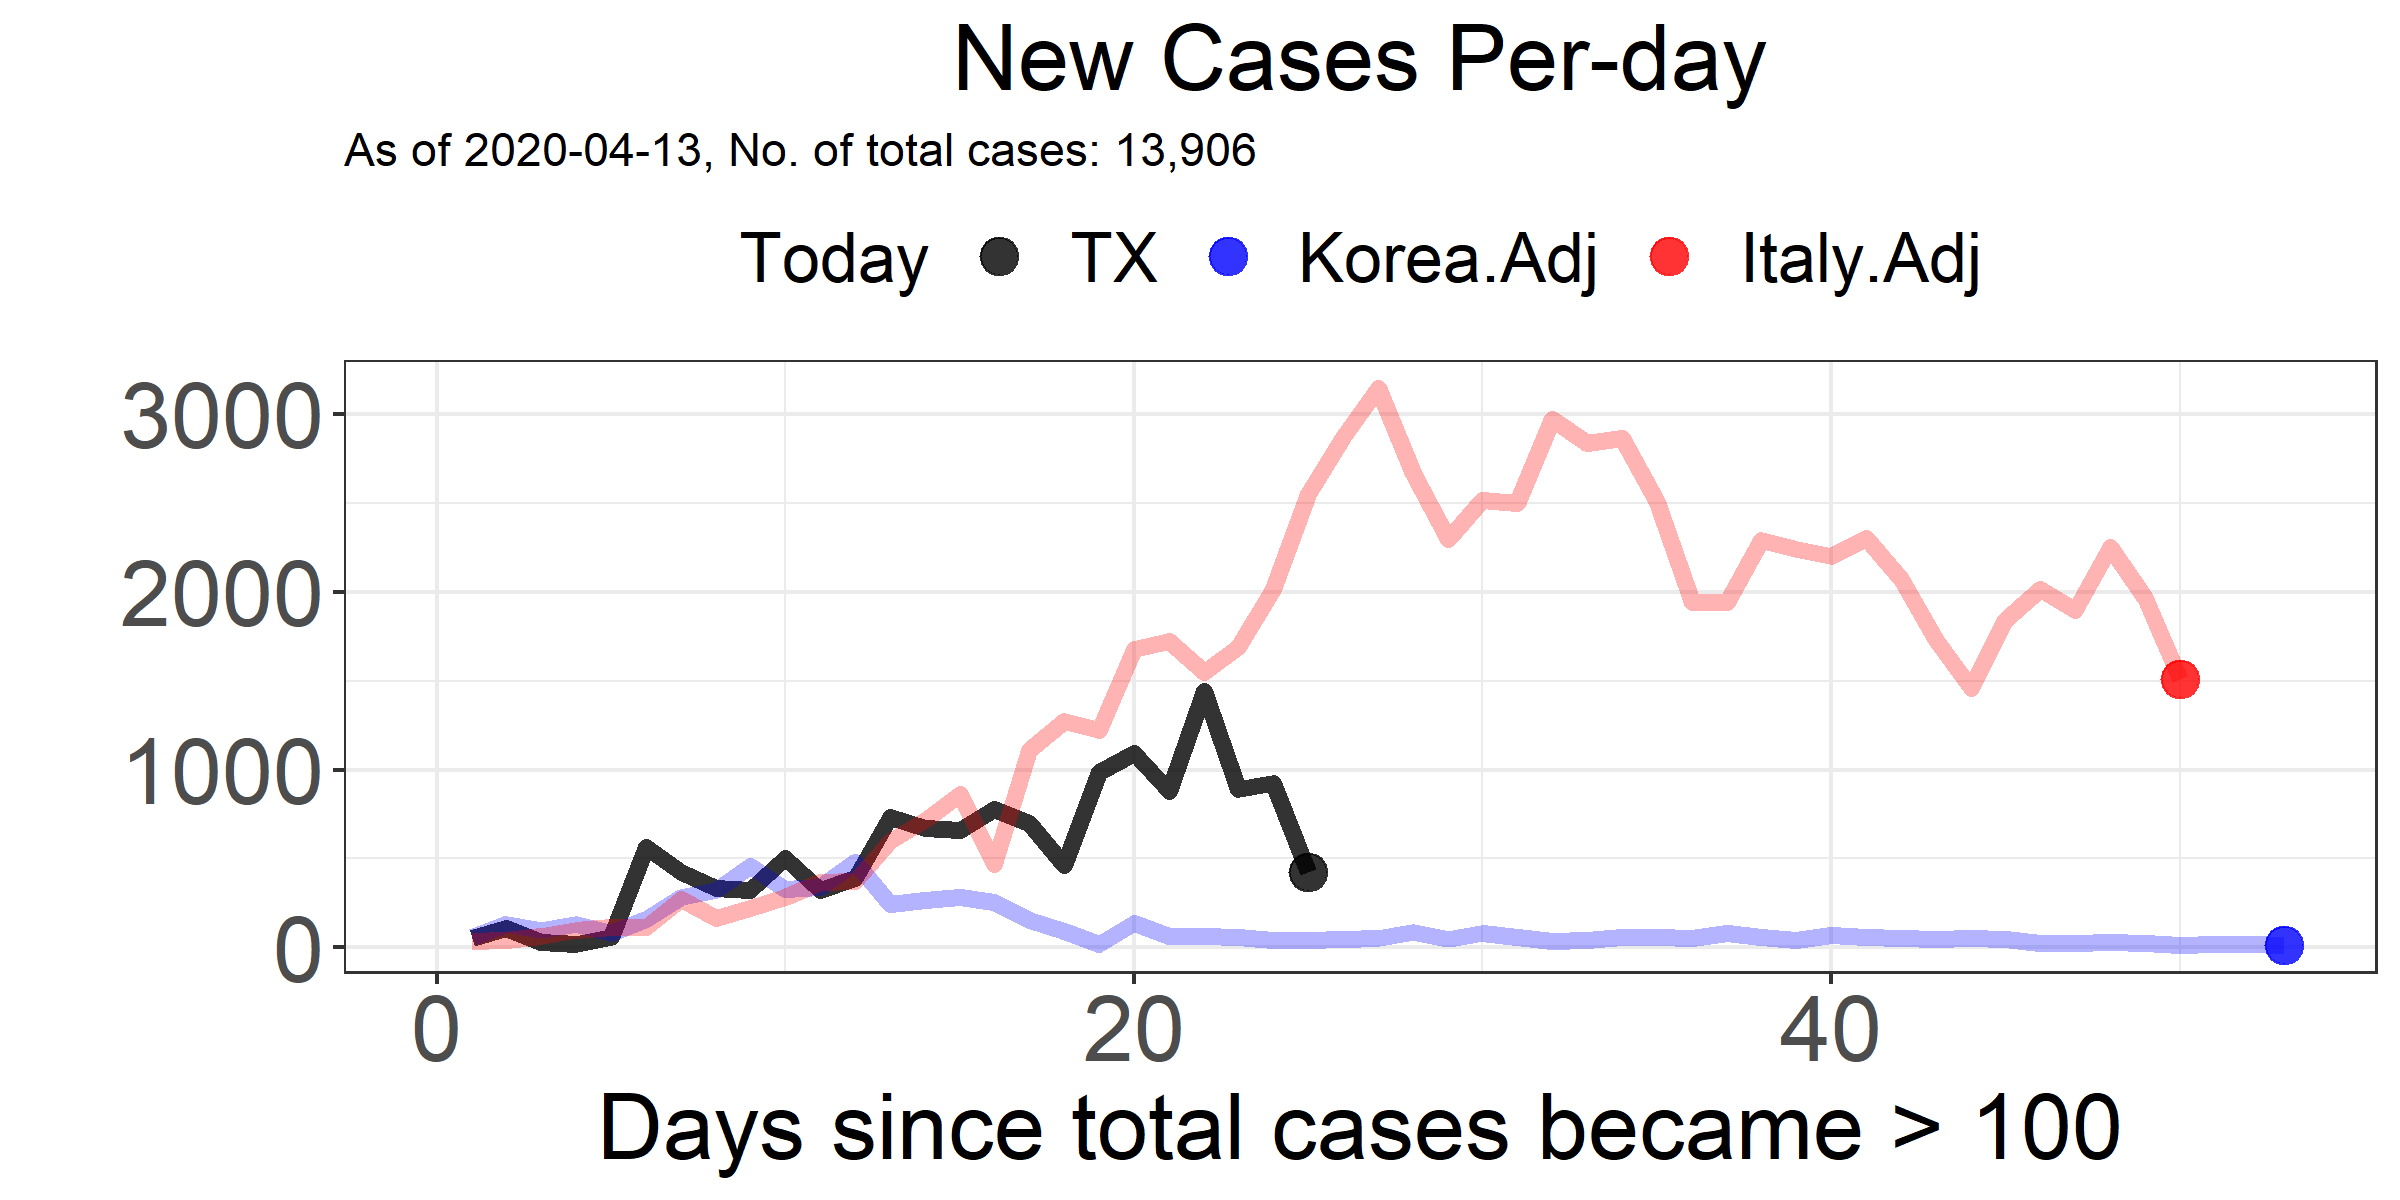 New Cases Per-day
As of 2020-04-13, No. of total cases: 13,906
Today TX Korea.Adj Italy.Adj
3000
2000
1000
0
0 20 40
Days since total cases became > 100